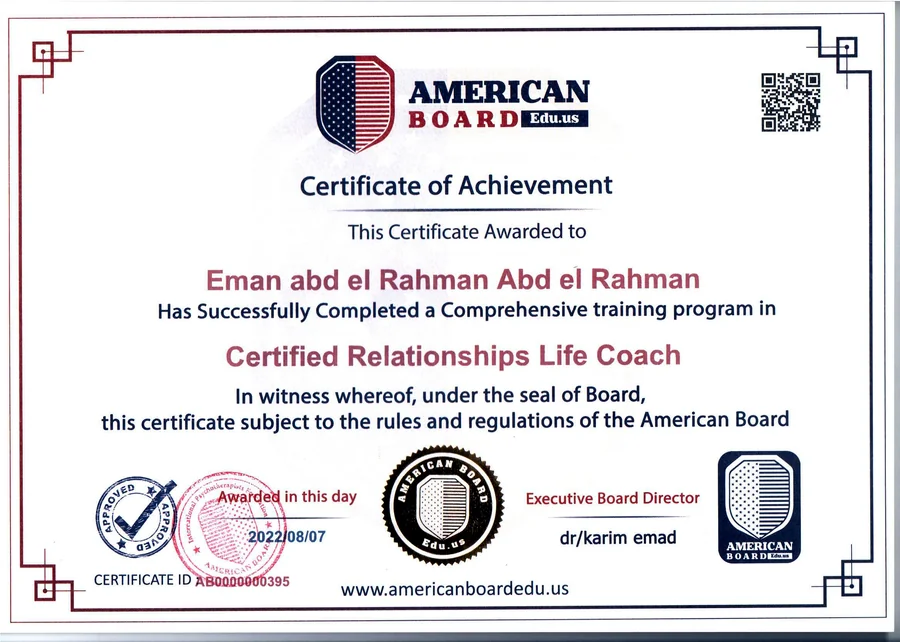 AMERICAN
BOARD Edu.us
Certificate of Achievement
This Certificate Awarded to
Eman abd el Rahman Abd el Rahman
Has Successfully Completed a Comprehensive training program in
Certified Relationships Life Coach
In witness whereof, under the seal of Board,
this certificate subject to the rules and regulations of the American Board
APPROVED
APPROVED
International Psychotherapists
AMERICAN BOARD
Awarded in this day
2022/08/07
AMERICAN BOARD
Edu.us
Executive Board Director
dr/karim emad
AMERICAN
BOARD Edu.us
CERTIFICATE ID AB0000000395
www.americanboardedu.us